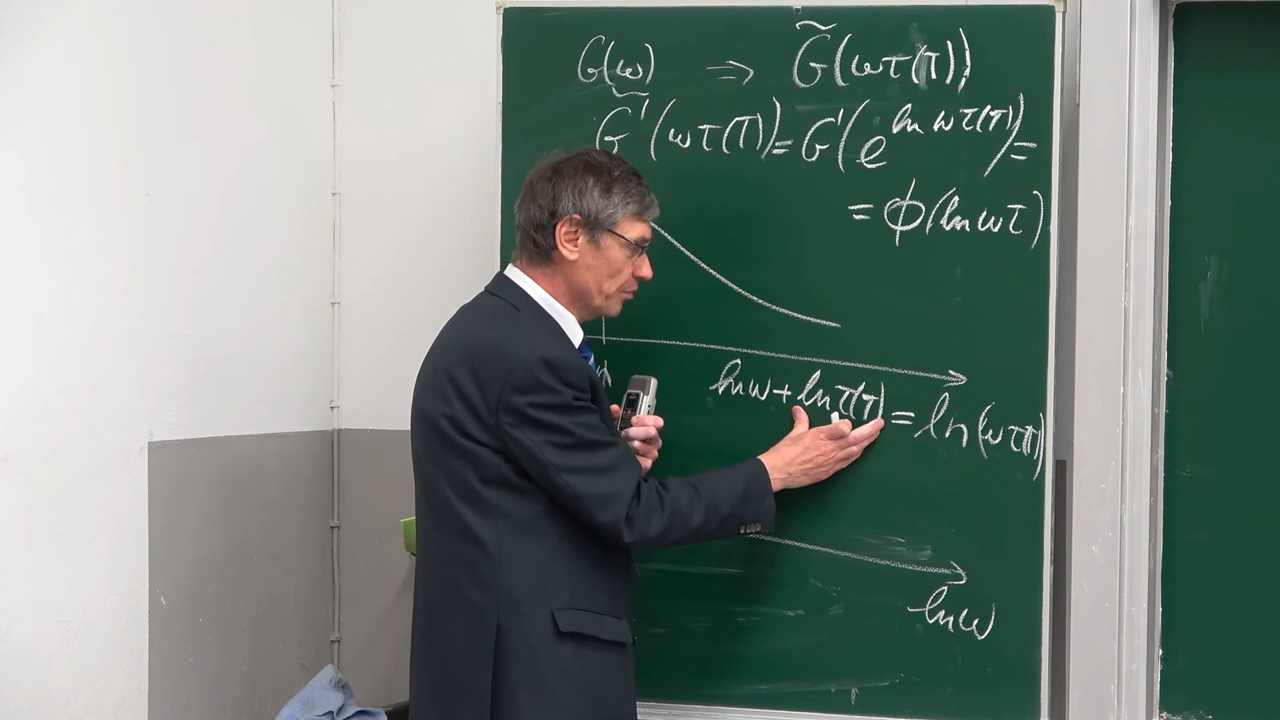 G(ω) ⇒ G̃(ωτ(T))
G̃'(ωτ(T)) = G'(e^{ln ωτ(T)}) =
= ϕ(ln ωτ)
ln ω + ln τ(T) = ln(ωτ(T))
ln ω